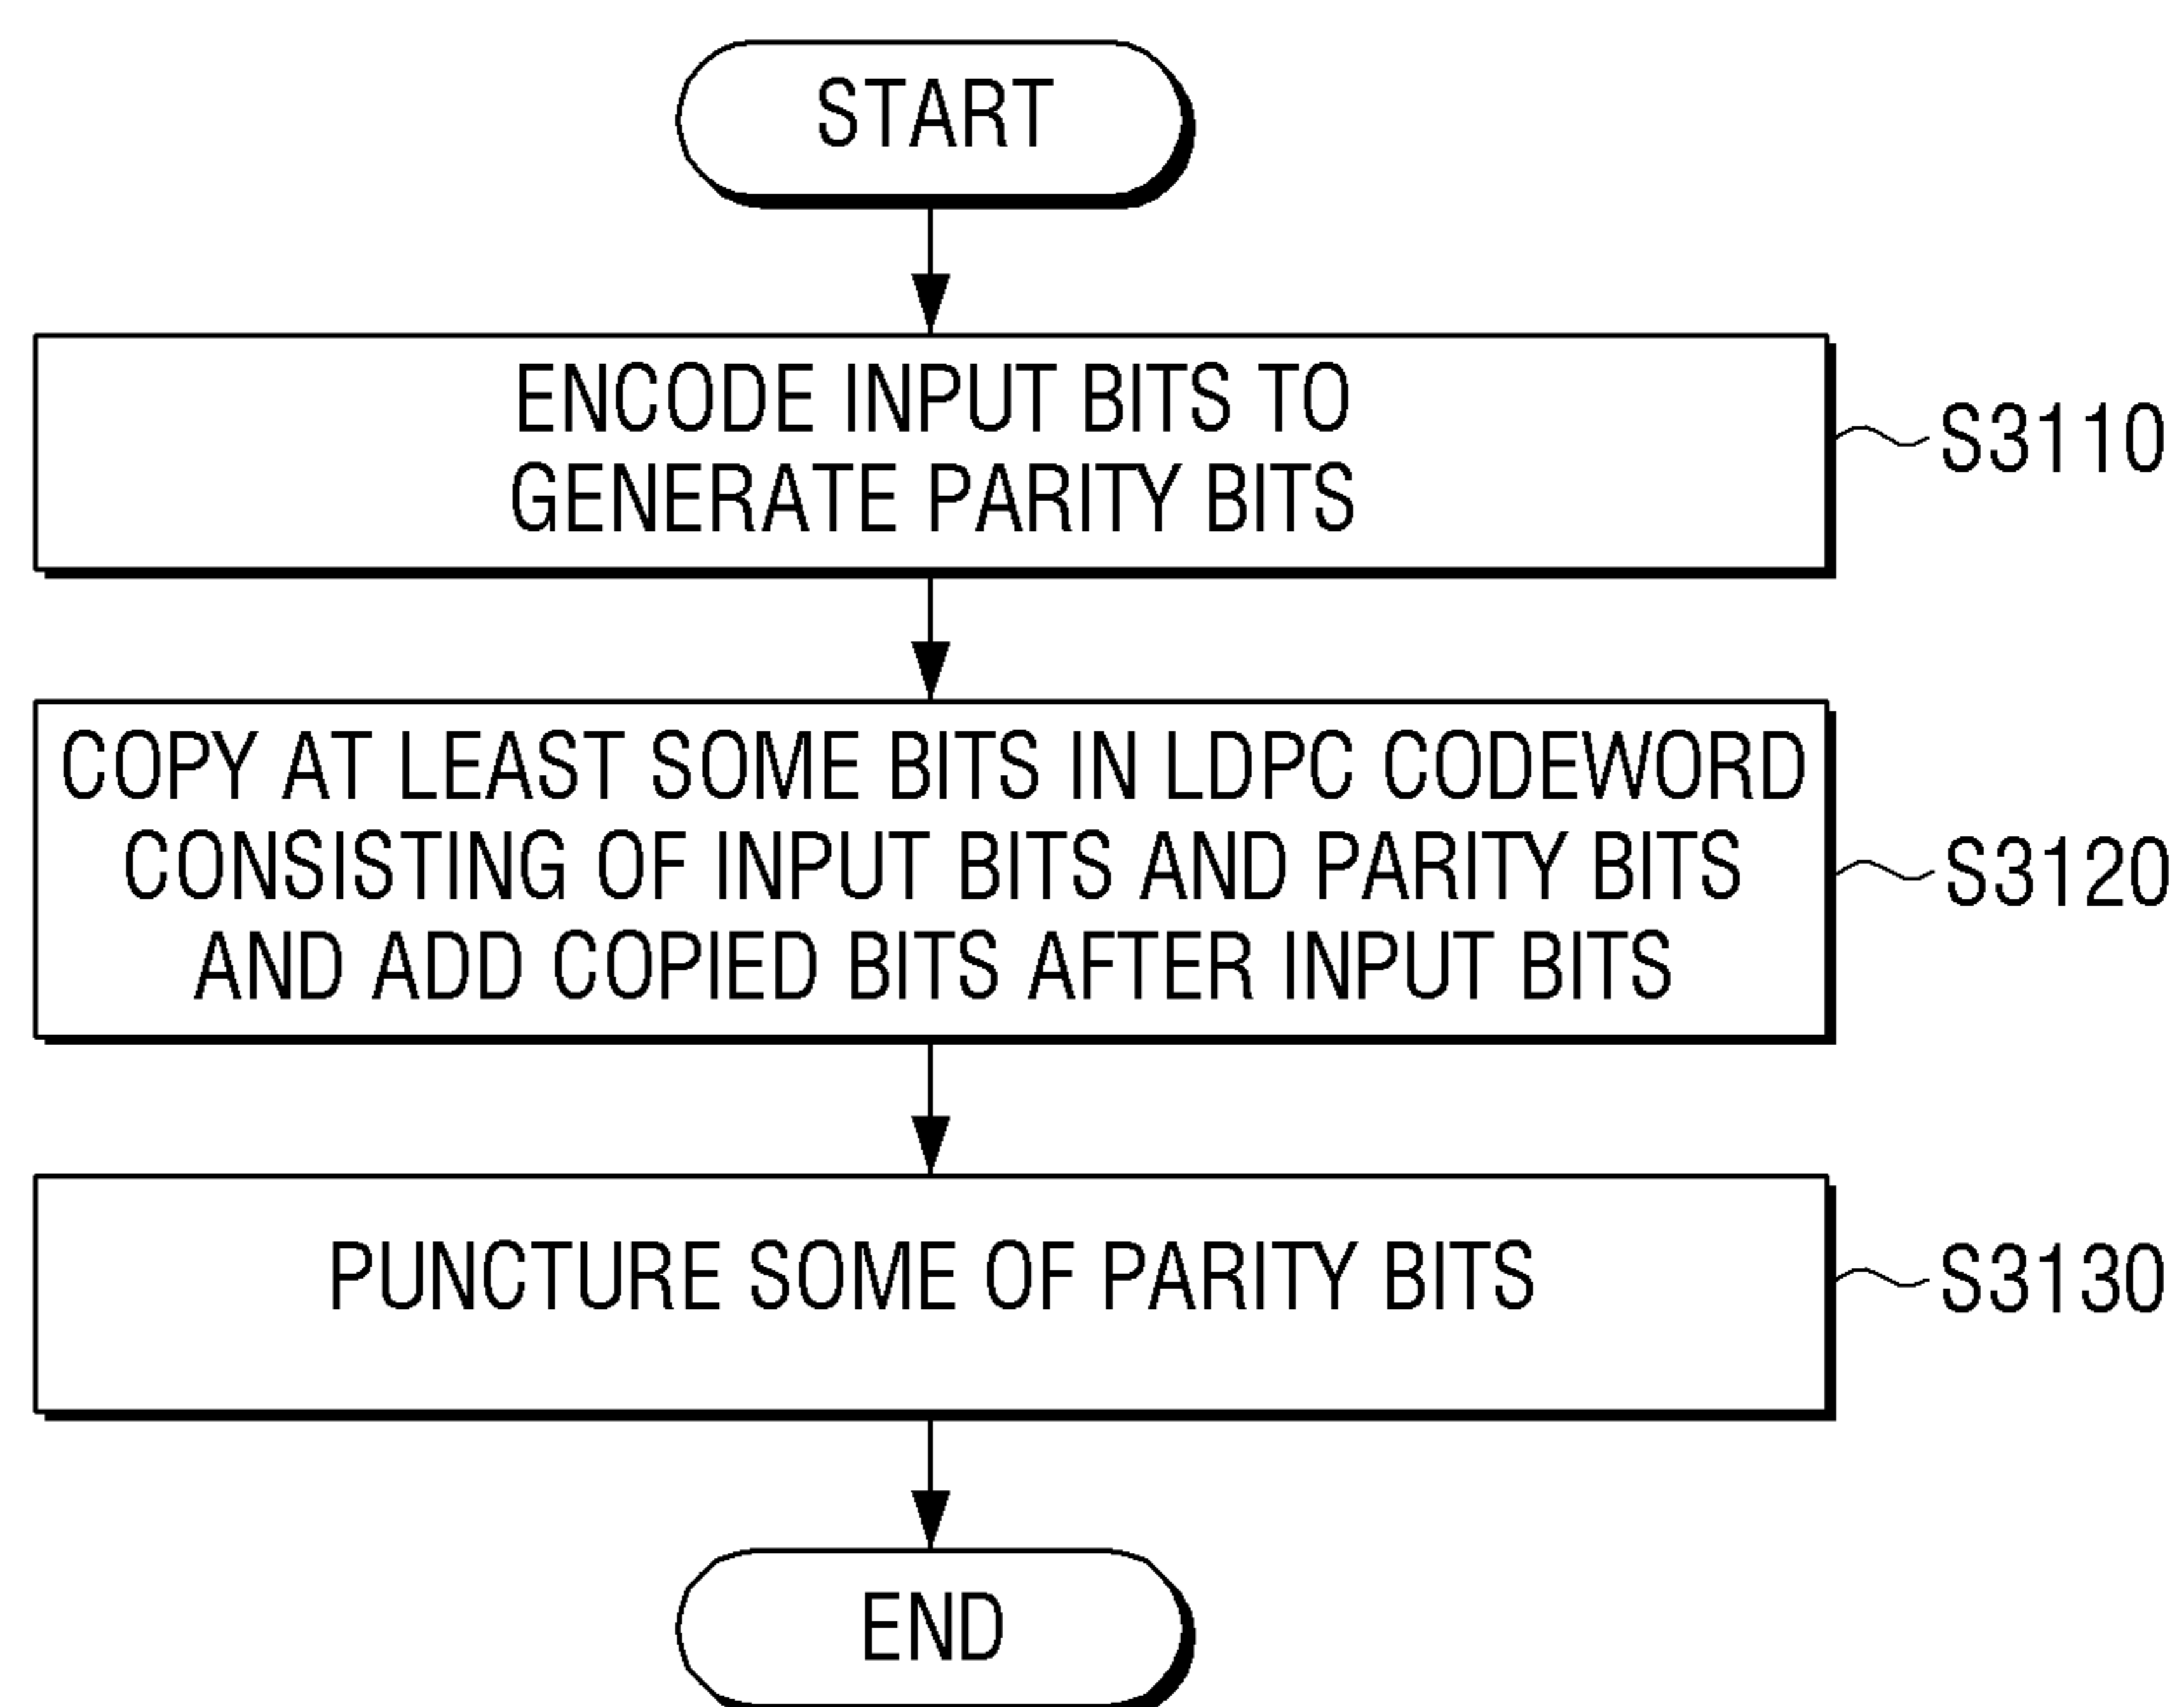 START
ENCODE INPUT BITS TO
GENERATE PARITY BITS
S3110
COPY AT LEAST SOME BITS IN LDPC CODEWORD
CONSISTING OF INPUT BITS AND PARITY BITS
AND ADD COPIED BITS AFTER INPUT BITS
S3120
PUNCTURE SOME OF PARITY BITS
S3130
END